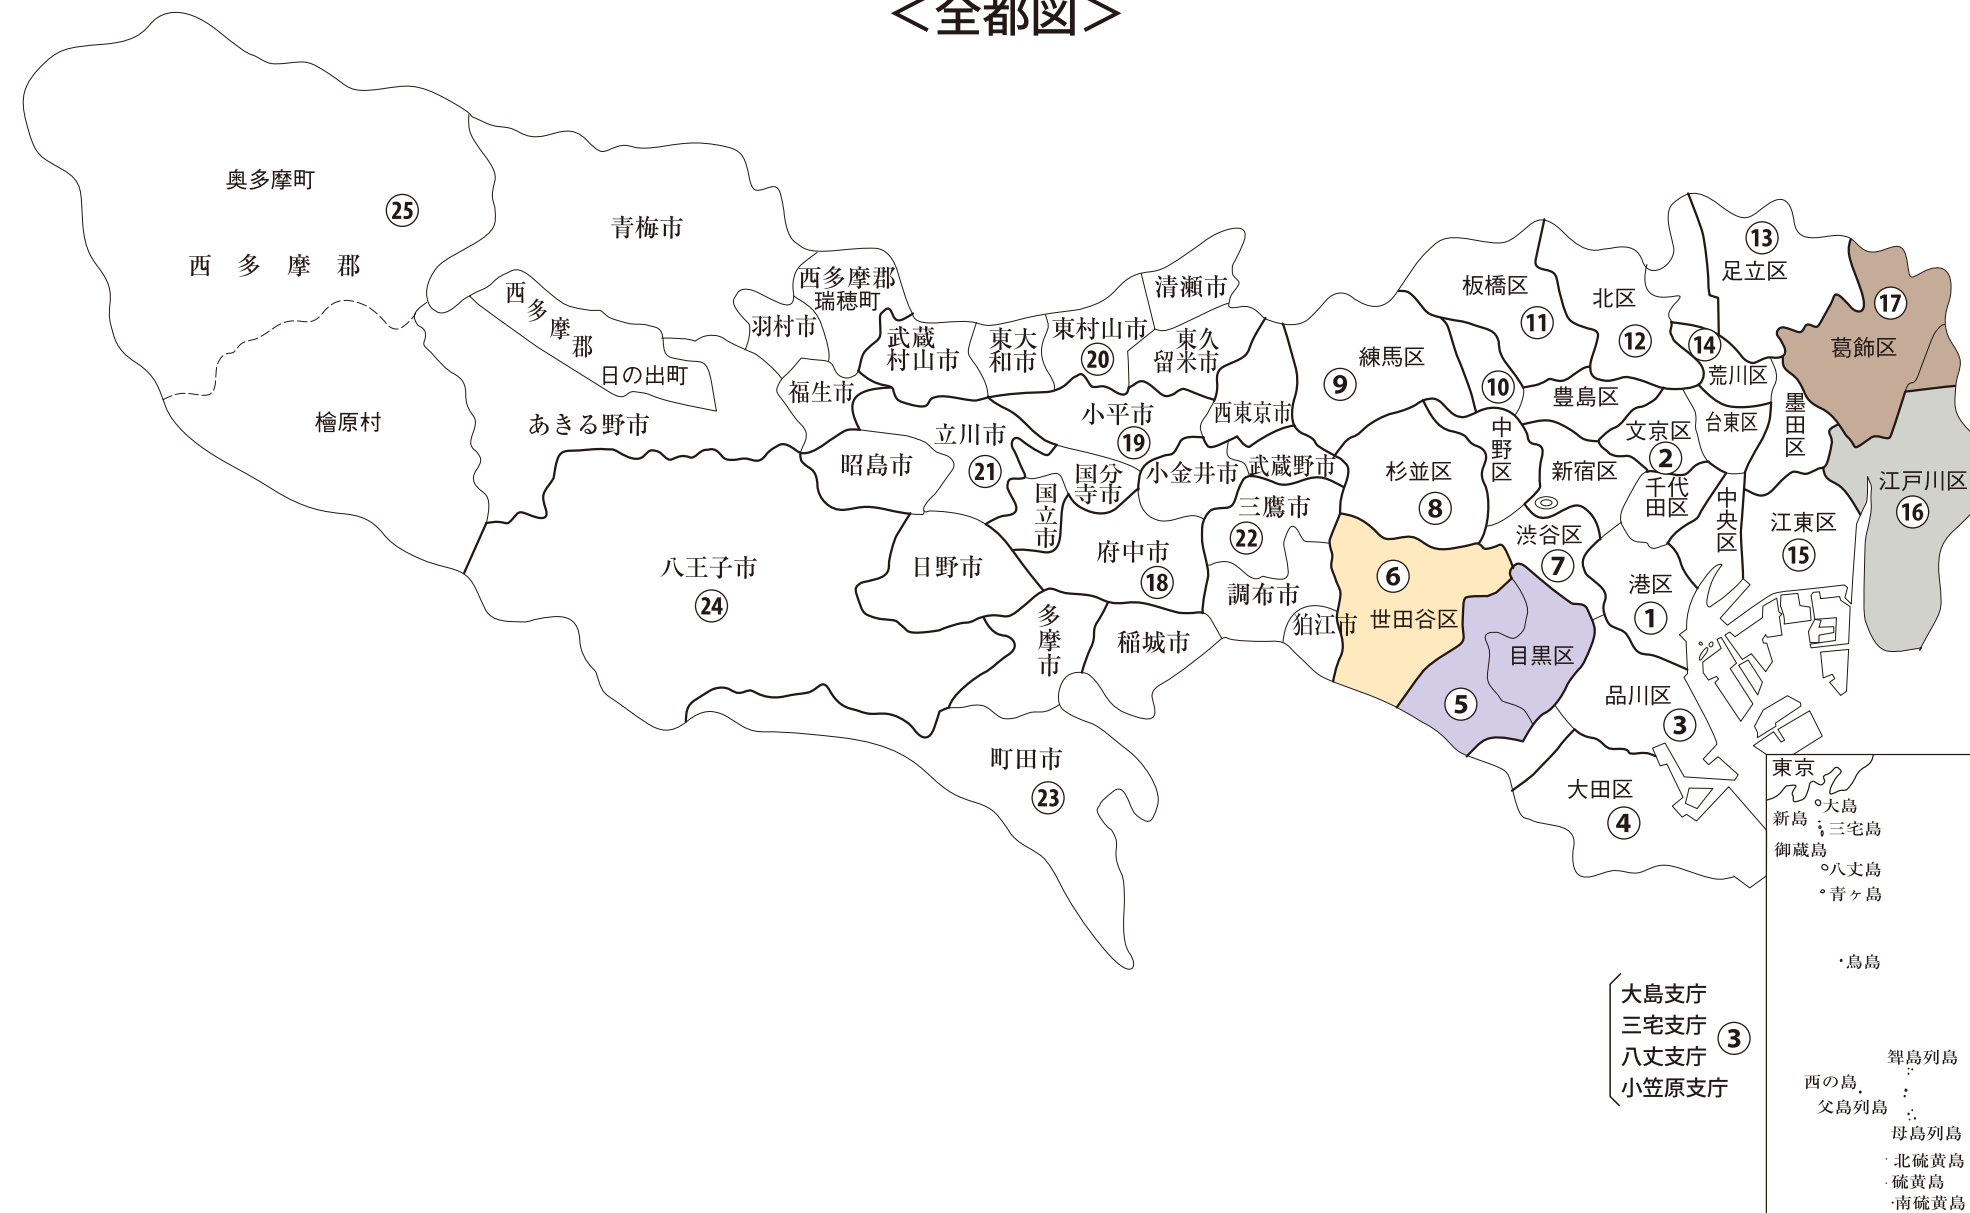 ＜全都図＞
奥多摩町
㉕
西多摩郡
檜原村
青梅市
西多摩郡
日の出町
あきる野市
西多摩郡
瑞穂町
羽村市
福生市
武蔵
村山市
東大
和市
東村山市
⑳
清瀬市
東久
留米市
昭島市
立川市
㉑
小平市
⑲
西東京市
国分
寺市
国立市
小金井市
武蔵野市
三鷹市
㉒
八王子市
㉔
日野市
府中市
⑱
調布市
狛江市
多摩市
稲城市
町田市
㉓
練馬区
⑨
板橋区
⑪
北区
⑫
足立区
⑬
⑰
葛飾区
⑭
荒川区
⑩
豊島区
文京区
②
台東区
墨田区
中野区
杉並区
⑧
新宿区
千代
田区
中央区
江東区
⑮
江戸川区
⑯
渋谷区
⑦
港区
①
⑥
世田谷区
目黒区
⑤
品川区
③
大田区
④
東京
大島
新島
三宅島
御蔵島
八丈島
青ヶ島
鳥島
大島支庁
三宅支庁
八丈支庁
小笠原支庁
③
聟島列島
西の島
父島列島
母島列島
北硫黄島
硫黄島
南硫黄島